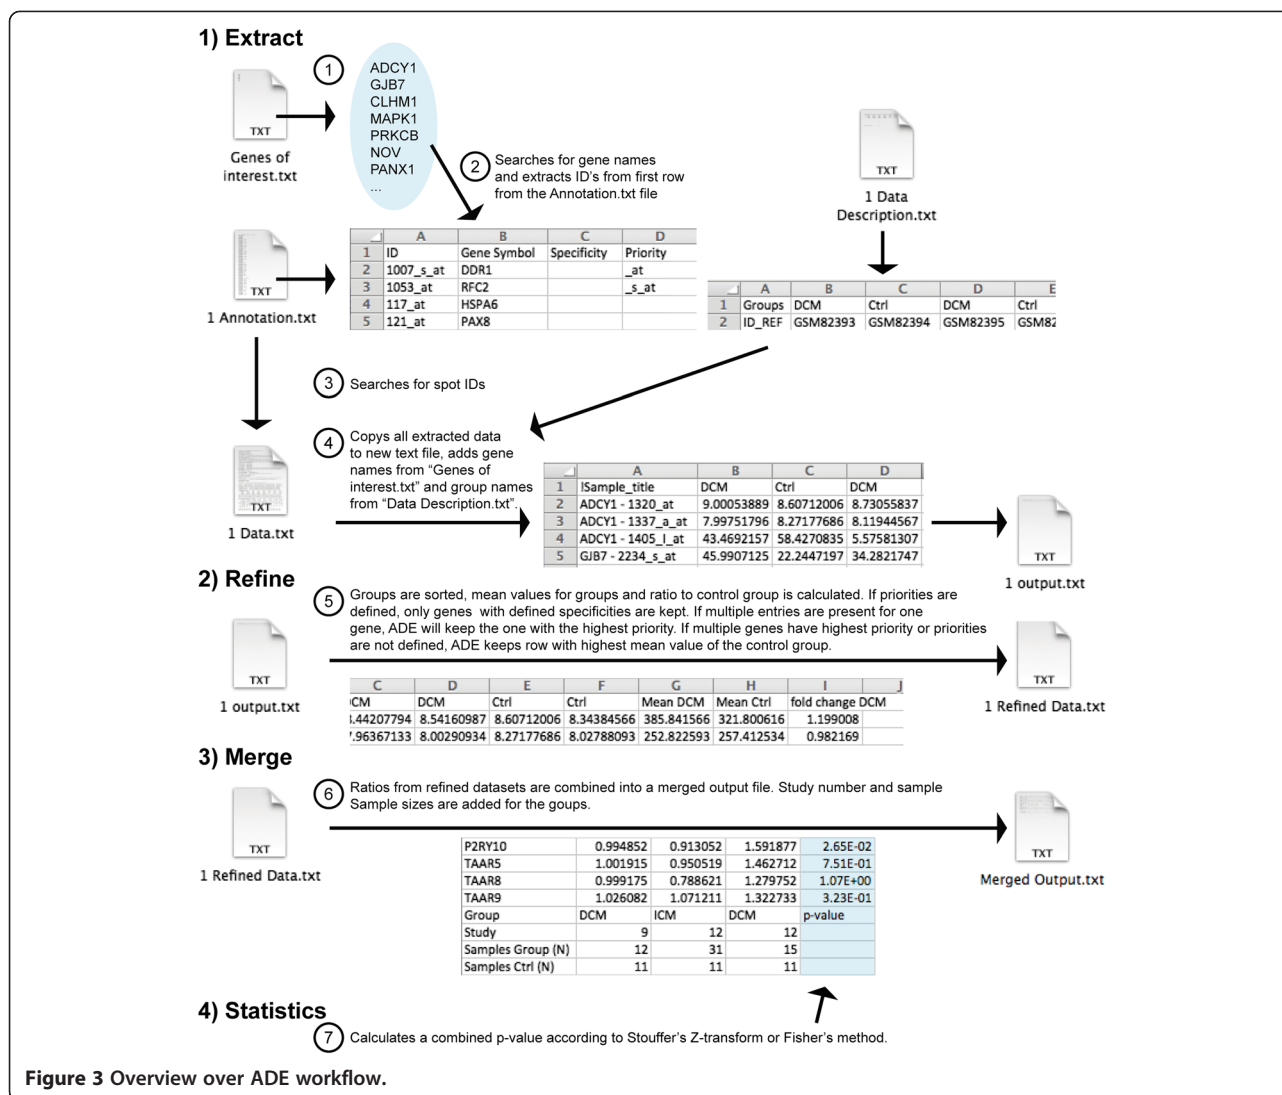 1) Extract
1
ADCY1
GJB7
CLHM1
MAPK1
PRKCB
NOV
PANX1
...
TXT
Genes of
interest.txt
2
Searches for gene names
and extracts ID's from first row
from the Annotation.txt file
TXT
1 Data
Description.txt
TXT
1 Annotation.txt
A B C D
1 ID Gene Symbol Specificity Priority
2 1007_s_at DDR1 _at
3 1053_at RFC2 _s_at
4 117_at HSPA6
5 121_at PAX8
A B C D E
1 Groups DCM Ctrl DCM Ctrl
2 ID_REF GSM82393 GSM82394 GSM82395 GSM82
3 Searches for spot IDs
4
Copys all extracted data
to new text file, adds gene
names from “Genes of
interest.txt” and group names
from “Data Description.txt”.
TXT
1 Data.txt
A B C D
1 !Sample_title DCM Ctrl DCM
2 ADCY1 - 1320_at 9.00053889 8.60712006 8.73055837
3 ADCY1 - 1337_a_at 7.99751796 8.27177686 8.11944567
4 ADCY1 - 1405_I_at 43.4692157 58.4270835 5.57581307
5 GJB7 - 2234_s_at 45.9907125 22.2447197 34.2821747
TXT
1 output.txt
2) Refine
5
Groups are sorted, mean values for groups and ratio to control group is calculated. If priorities are
defined, only genes with defined specificities are kept. If multiple entries are present for one
gene, ADE will keep the one with the highest priority. If multiple genes have highest priority or priorities
are not defined, ADE keeps row with highest mean value of the control group.
TXT
1 output.txt
TXT
1 Refined Data.txt
C D E F G H I J
CM DCM Ctrl Ctrl Mean DCM Mean Ctrl fold change DCM
.44207794 8.54160987 8.60712006 8.34384566 385.841566 321.800616 1.199008
.96367133 8.00290934 8.27177686 8.02788093 252.822593 257.412534 0.982169
3) Merge
6
Ratios from refined datasets are combined into a merged output file. Study number and sample
Sample sizes are added for the goups.
TXT
1 Refined Data.txt
TXT
Merged Output.txt
P2RY10 0.994852 0.913052 1.591877 2.65E-02
TAAR5 1.001915 0.950519 1.462712 7.51E-01
TAAR8 0.999175 0.788621 1.279752 1.07E+00
TAAR9 1.026082 1.071211 1.322733 3.23E-01
Group DCM ICM DCM p-value
Study 9 12 12
Samples Group (N) 12 31 15
Samples Ctrl (N) 11 11 11
4) Statistics
7 Calculates a combined p-value according to Stouffer's Z-transform or Fisher's method.
Figure 3 Overview over ADE workflow.